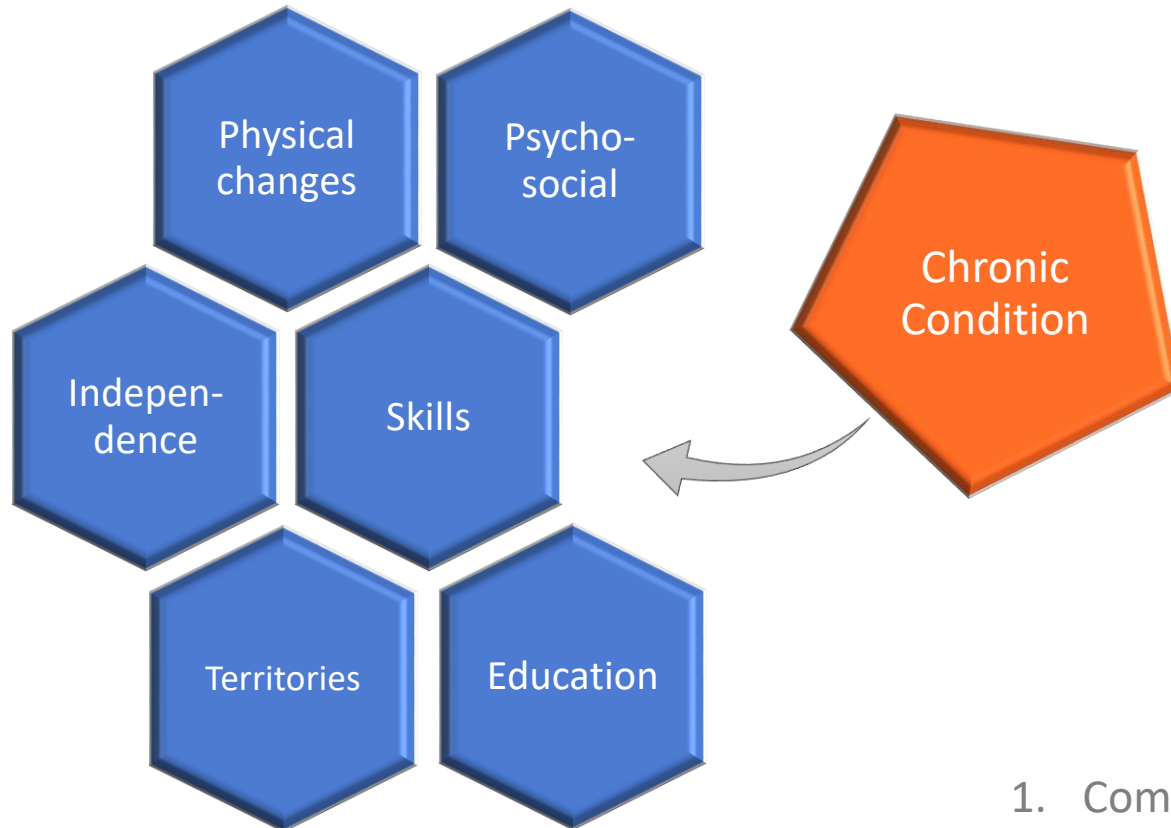 Physical
changes
Psycho-
social
Chronic
Condition
Indepen-
dence
Skills
Territories
Education
1. Com